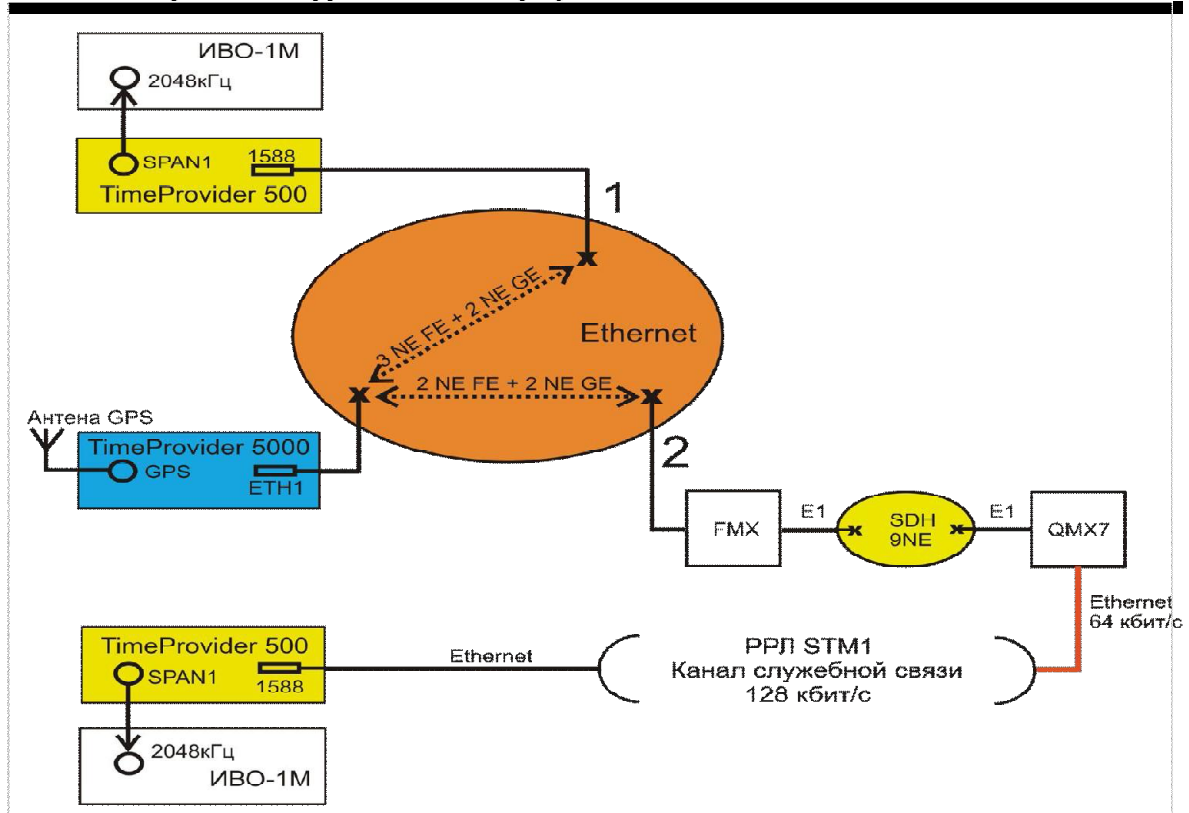 ИВО-1М
2048кГц
SPAN1
1588
TimeProvider 500
1
3 NE FE + 2 NE GE
Ethernet
2 NE FE + 2 NE GE
Антена GPS
TimeProvider 5000
GPS
ETH1
2
FMX
E1
SDH
9NE
E1
QMX7
Ethernet
64 кбит/с
TimeProvider 500
SPAN1
1588
Ethernet
РРЛ STM1
Канал служебной связи
128 кбит/с
2048кГц
ИВО-1М